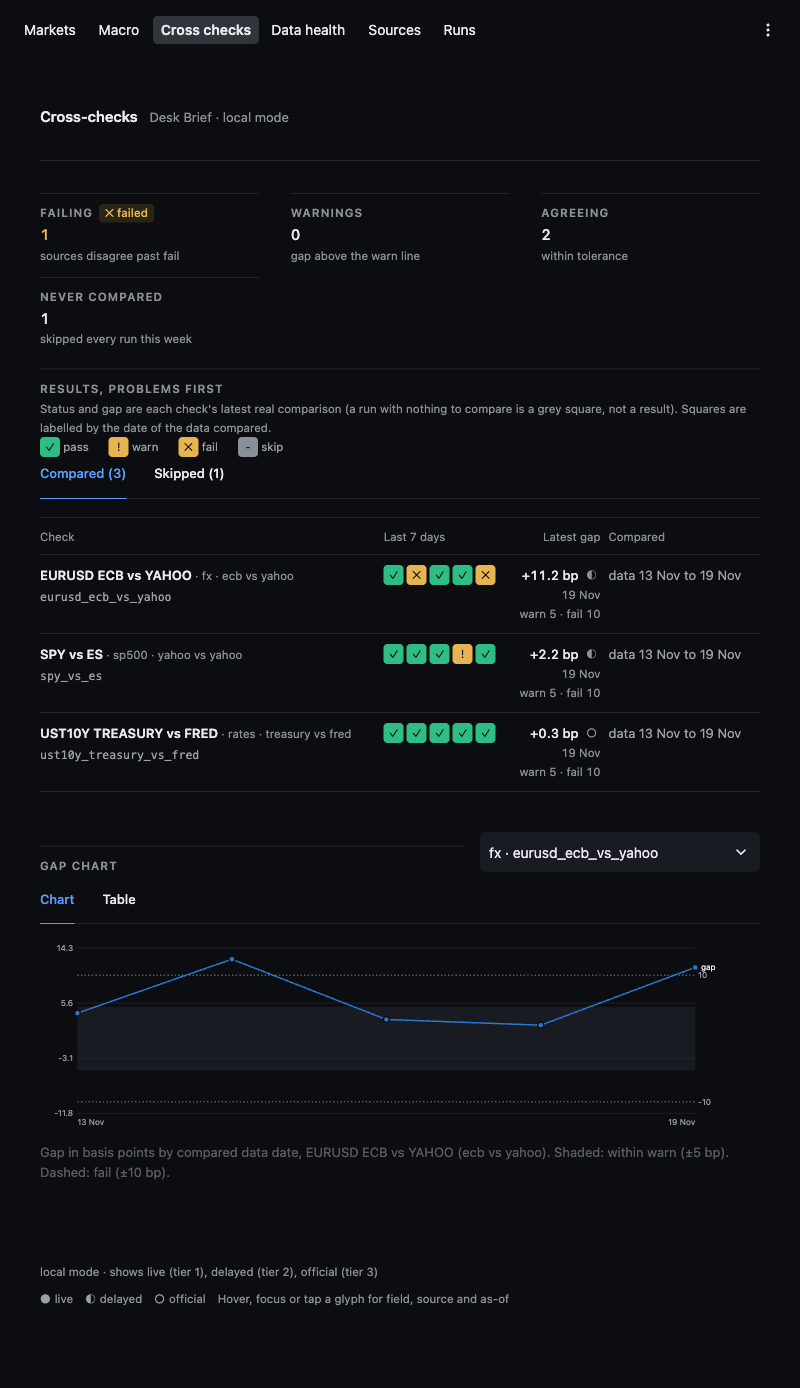 Markets Macro Cross checks Data health Sources Runs
Cross-checks Desk Brief · local mode
FAILING × failed
1
sources disagree past fail
WARNINGS
0
gap above the warn line
AGREEING
2
within tolerance
NEVER COMPARED
1
skipped every run this week
RESULTS, PROBLEMS FIRST
Status and gap are each check's latest real comparison (a run with nothing to compare is a grey square, not a result). Squares are
labelled by the date of the data compared.
✓ pass ! warn × fail - skip
Compared (3) Skipped (1)
Check Last 7 days Latest gap Compared
EURUSD ECB vs YAHOO · fx · ecb vs yahoo ✓ × ✓ ✓ × +11.2 bp data 13 Nov to 19 Nov
eurusd_ecb_vs_yahoo 19 Nov
warn 5 · fail 10
SPY vs ES · sp500 · yahoo vs yahoo ✓ ✓ ✓ ! ✓ +2.2 bp data 13 Nov to 19 Nov
spy_vs_es 19 Nov
warn 5 · fail 10
UST10Y TREASURY vs FRED · rates · treasury vs fred ✓ ✓ ✓ ✓ ✓ +0.3 bp data 13 Nov to 19 Nov
ust10y_treasury_vs_fred 19 Nov
warn 5 · fail 10
GAP CHART
fx · eurusd_ecb_vs_yahoo
Chart Table
14.3
gap
10
5.6
-3.1
-10
-11.8
13 Nov 19 Nov
Gap in basis points by compared data date, EURUSD ECB vs YAHOO (ecb vs yahoo). Shaded: within warn (±5 bp).
Dashed: fail (±10 bp).
local mode · shows live (tier 1), delayed (tier 2), official (tier 3)
live delayed official Hover, focus or tap a glyph for field, source and as-of